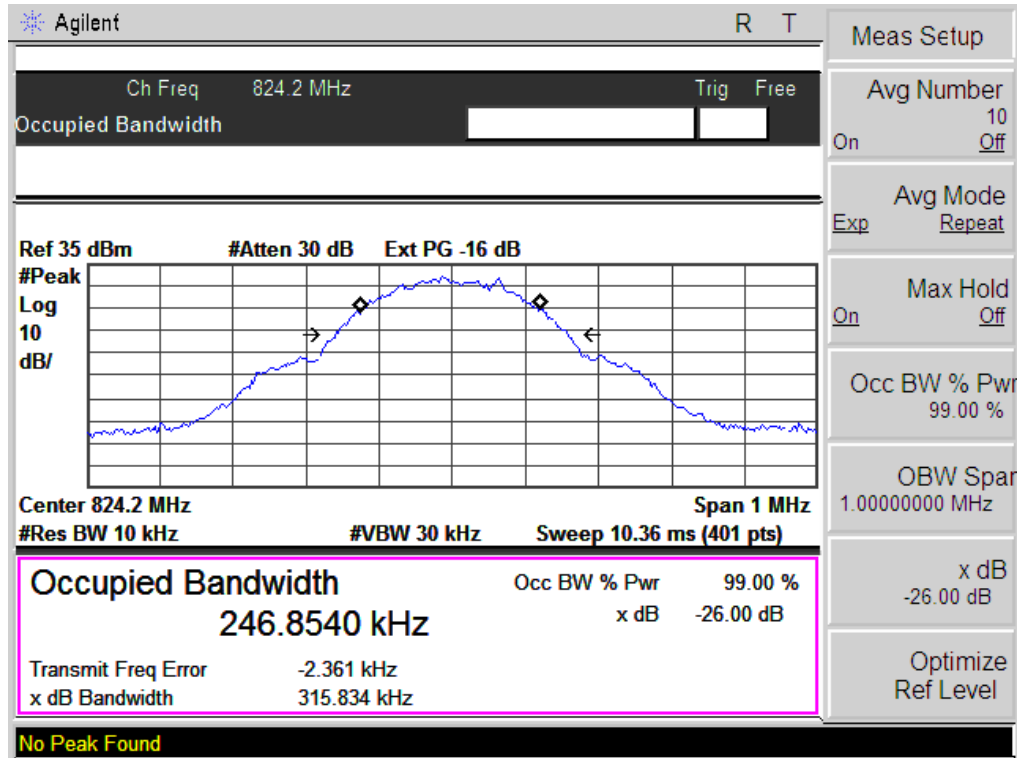 Agilent R T
Ch Freq 824.2 MHz Trig Free
Occupied Bandwidth
Ref 35 dBm #Atten 30 dB Ext PG -16 dB
#Peak
Log
10
dB/
Center 824.2 MHz Span 1 MHz
#Res BW 10 kHz #VBW 30 kHz Sweep 10.36 ms (401 pts)
Occupied Bandwidth Occ BW % Pwr 99.00 %
246.8540 kHz x dB -26.00 dB
Transmit Freq Error -2.361 kHz
x dB Bandwidth 315.834 kHz
No Peak Found
Meas Setup
Avg Number
10
On Off
Avg Mode
Exp Repeat
Max Hold
On Off
Occ BW % Pwr
99.00 %
OBW Spar
1.00000000 MHz
x dB
-26.00 dB
Optimize
Ref Level